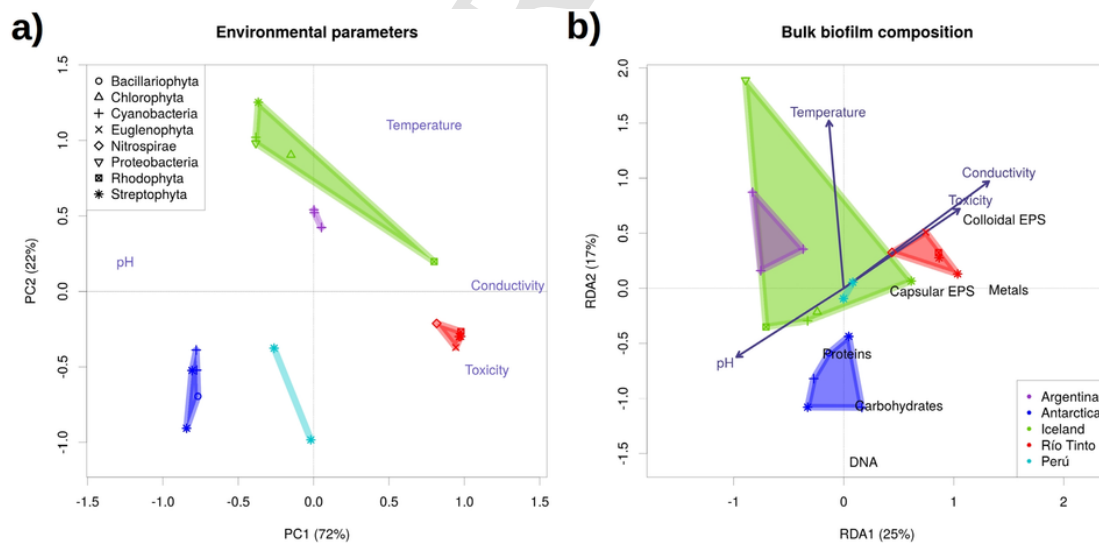 a)
Environmental parameters
1.5
1.0
0.5
0.0
-0.5
-1.0
PC2 (22%)
Bacillariophyta
Chlorophyta
Cyanobacteria
Euglenophyta
Nitrospirae
Proteobacteria
Rhodophyta
Streptophyta
Temperature
pH
Conductivity
Toxicity
-1.5
-1.0
-0.5
0.0
0.5
1.0
1.5
PC1 (72%)
b)
Bulk biofilm composition
2.0
1.5
1.0
0.5
0.0
-0.5
-1.0
-1.5
RDA2 (17%)
Temperature
Conductivity
Toxicity
Colloidal EPS
Capsular EPS
Metals
pH
Proteins
Carbohydrates
DNA
Argentina
Antarctica
Iceland
Río Tinto
Perú
-1
0
1
2
RDA1 (25%)